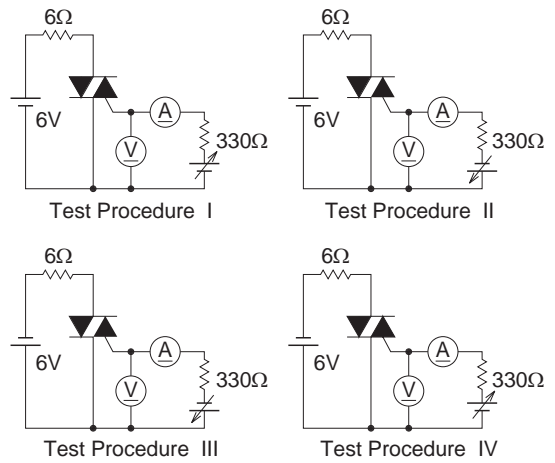 6Ω
6V
A
V
330Ω
Test Procedure I
6Ω
6V
A
V
330Ω
Test Procedure II
6Ω
6V
A
V
330Ω
Test Procedure III
6Ω
6V
A
V
330Ω
Test Procedure IV